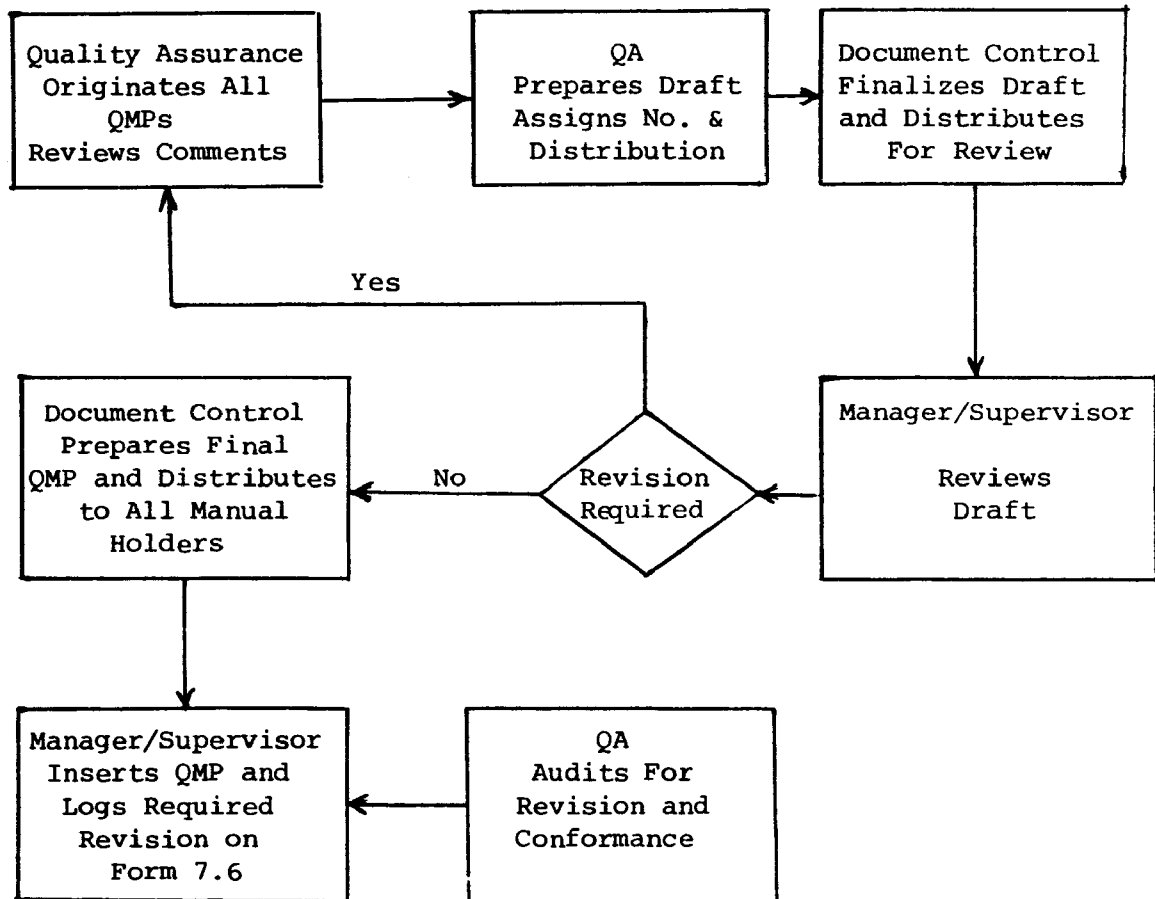 Quality Assurance
Originates All
QMPs
Reviews Comments
QA
Prepares Draft
Assigns No. &
Distribution
Document Control
Finalizes Draft
and Distributes
For Review
Yes
Document Control
Prepares Final
QMP and Distributes
to All Manual
Holders
No
Revision
Required
Manager/Supervisor
Reviews
Draft
Manager/Supervisor
Inserts QMP and
Logs Required
Revision on
Form 7.6
QA
Audits For
Revision and
Conformance